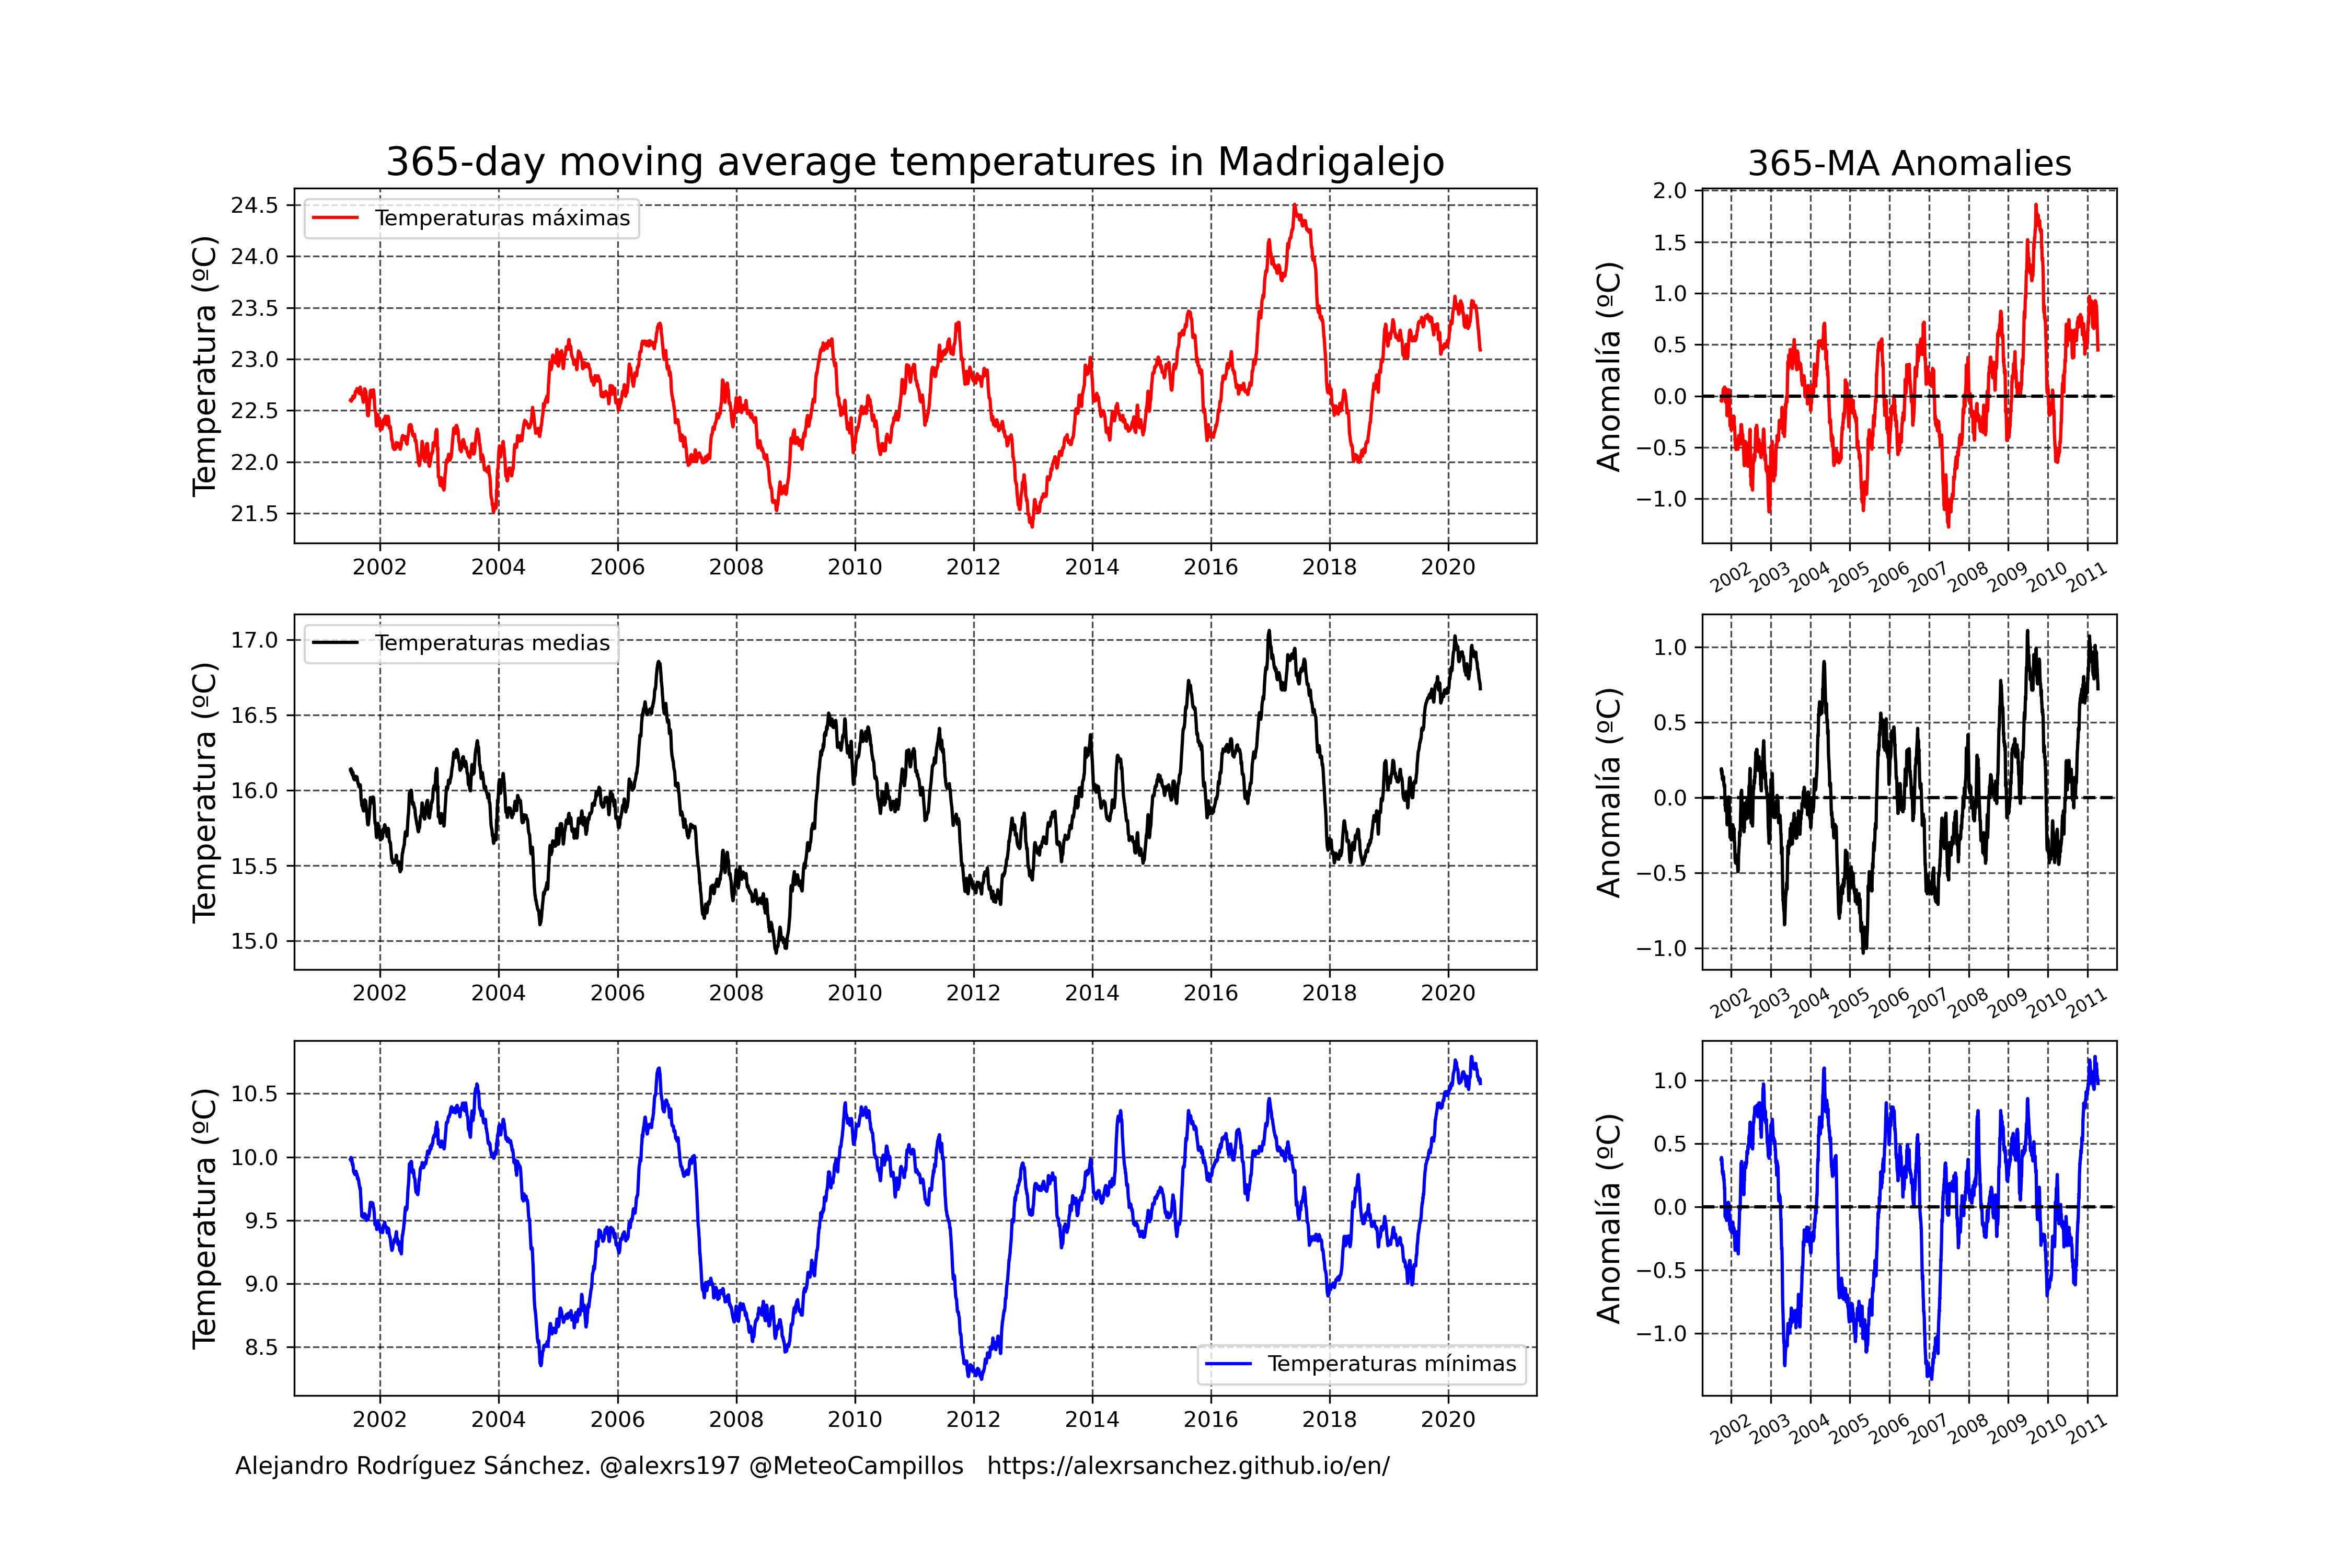 365-day moving average temperatures in Madrigalejo
Temperatura (ºC)
24.5
24.0
23.5
23.0
22.5
22.0
21.5
Temperaturas máximas
2002 2004 2006 2008 2010 2012 2014 2016 2018 2020
365-MA Anomalies
Anomalía (ºC)
2.0
1.5
1.0
0.5
0.0
−0.5
−1.0
2002 2003 2004 2005 2006 2007 2008 2009 2010 2011
Temperatura (ºC)
17.0
16.5
16.0
15.5
15.0
Temperaturas medias
2002 2004 2006 2008 2010 2012 2014 2016 2018 2020
Anomalía (ºC)
1.0
0.5
0.0
−0.5
−1.0
2002 2003 2004 2005 2006 2007 2008 2009 2010 2011
Temperatura (ºC)
10.5
10.0
9.5
9.0
8.5
Temperaturas mínimas
2002 2004 2006 2008 2010 2012 2014 2016 2018 2020
Anomalía (ºC)
1.0
0.5
0.0
−0.5
−1.0
2002 2003 2004 2005 2006 2007 2008 2009 2010 2011
Alejandro Rodríguez Sánchez. @alexrs197 @MeteoCampillos https://alexrsanchez.github.io/en/